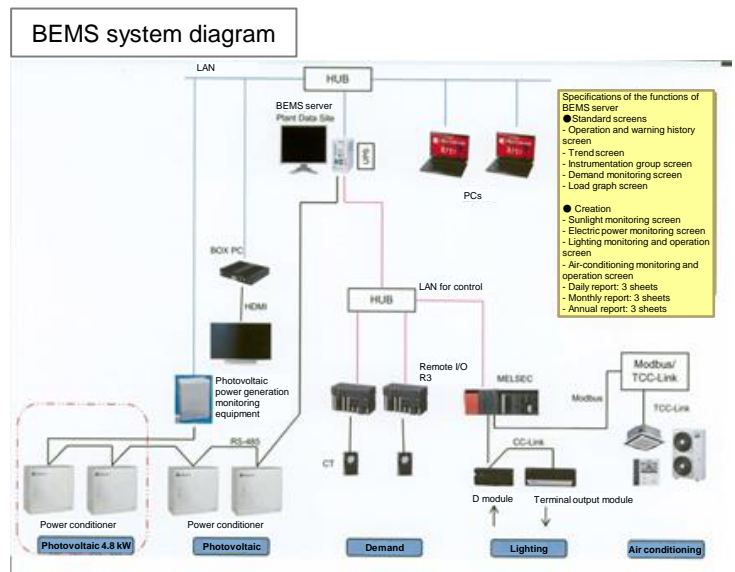 BEMS system diagram
LAN
HUB
BEMS server
Plant Data Site
UPS
PCs
Specifications of the functions of
BEMS server
●Standard screens
- Operation and warning history
screen
- Trend screen
- Instrumentation group screen
- Demand monitoring screen
- Load graph screen
● Creation
- Sunlight monitoring screen
- Electric power monitoring screen
- Lighting monitoring and operation
screen
- Air-conditioning monitoring and
operation screen
- Daily report: 3 sheets
- Monthly report: 3 sheets
- Annual report: 3 sheets
BOX PC
HDMI
LAN for control
HUB
Photovoltaic
power generation
monitoring
equipment
Remote I/O
R3
MELSEC
Modbus/
TCC-Link
Modbus
TCC-Link
RS-485
CT
CC-Link
D module
Terminal output module
Power conditioner
Power conditioner
Photovoltaic 4.8 kW
Photovoltaic
Demand
Lighting
Air conditioning